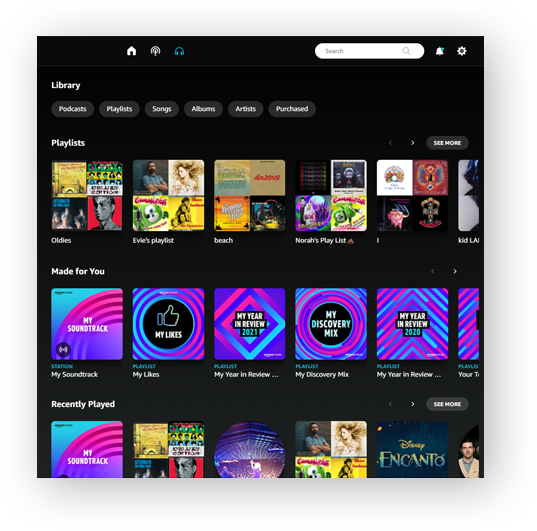 Search
Library
Podcasts
Playlists
Songs
Albums
Artists
Purchased
Playlists
SEE MORE
Oldies
Evie's playlist
beach
Norah's Play List
I
kid LA
Made for You
MY
SOUNDTRACK
MY LIKES
MY YEAR
IN REVIEW
2021
MY
DISCOVERY
MIX
MY YEAR
IN REVIEW
2020
STATION
My Soundtrack
PLAYLIST
My Likes
PLAYLIST
My Year in Review ...
PLAYLIST
My Discovery Mix
PLAYLIST
My Year in Review ...
PLAYLIST
Your T
Recently Played
SEE MORE
MY
SOUNDTRACK
Disney
ENCANTO